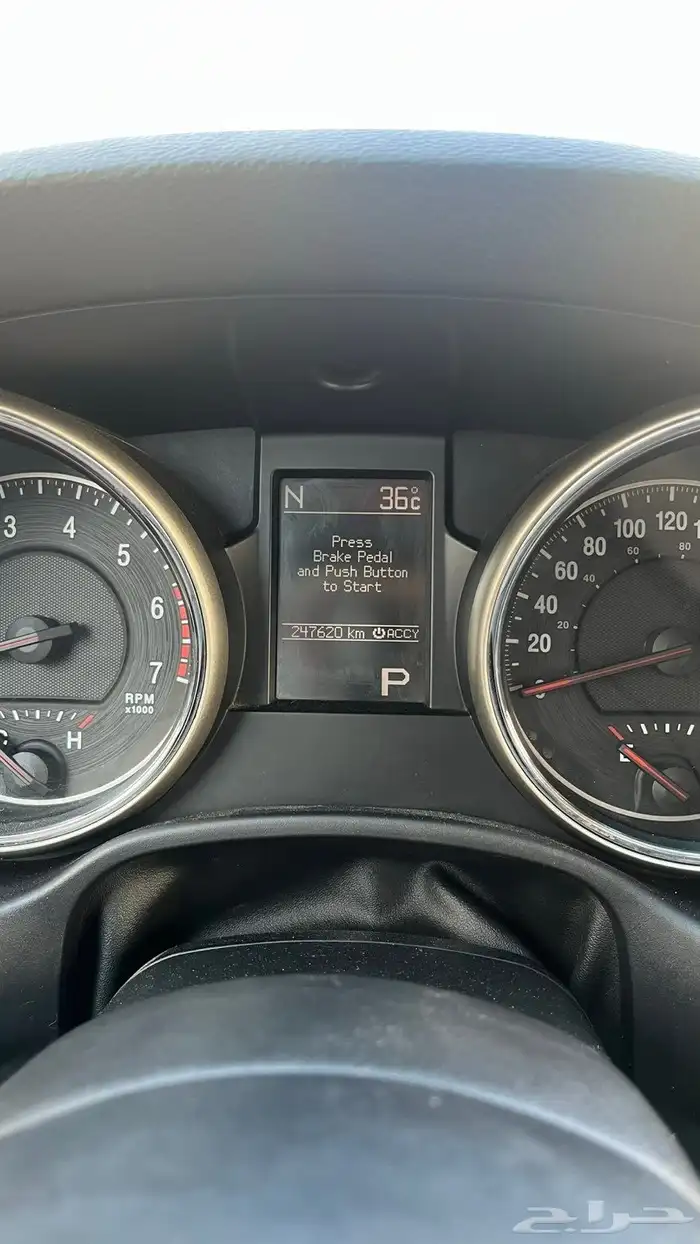 N 36°C
Press
Brake Pedal
and Push Button
to Start
247620 km ACCY
P
3 4 5 6 7
RPM
x1000
C H
0 20 40 60 80 100 120
20 40 60 80
E
حراج